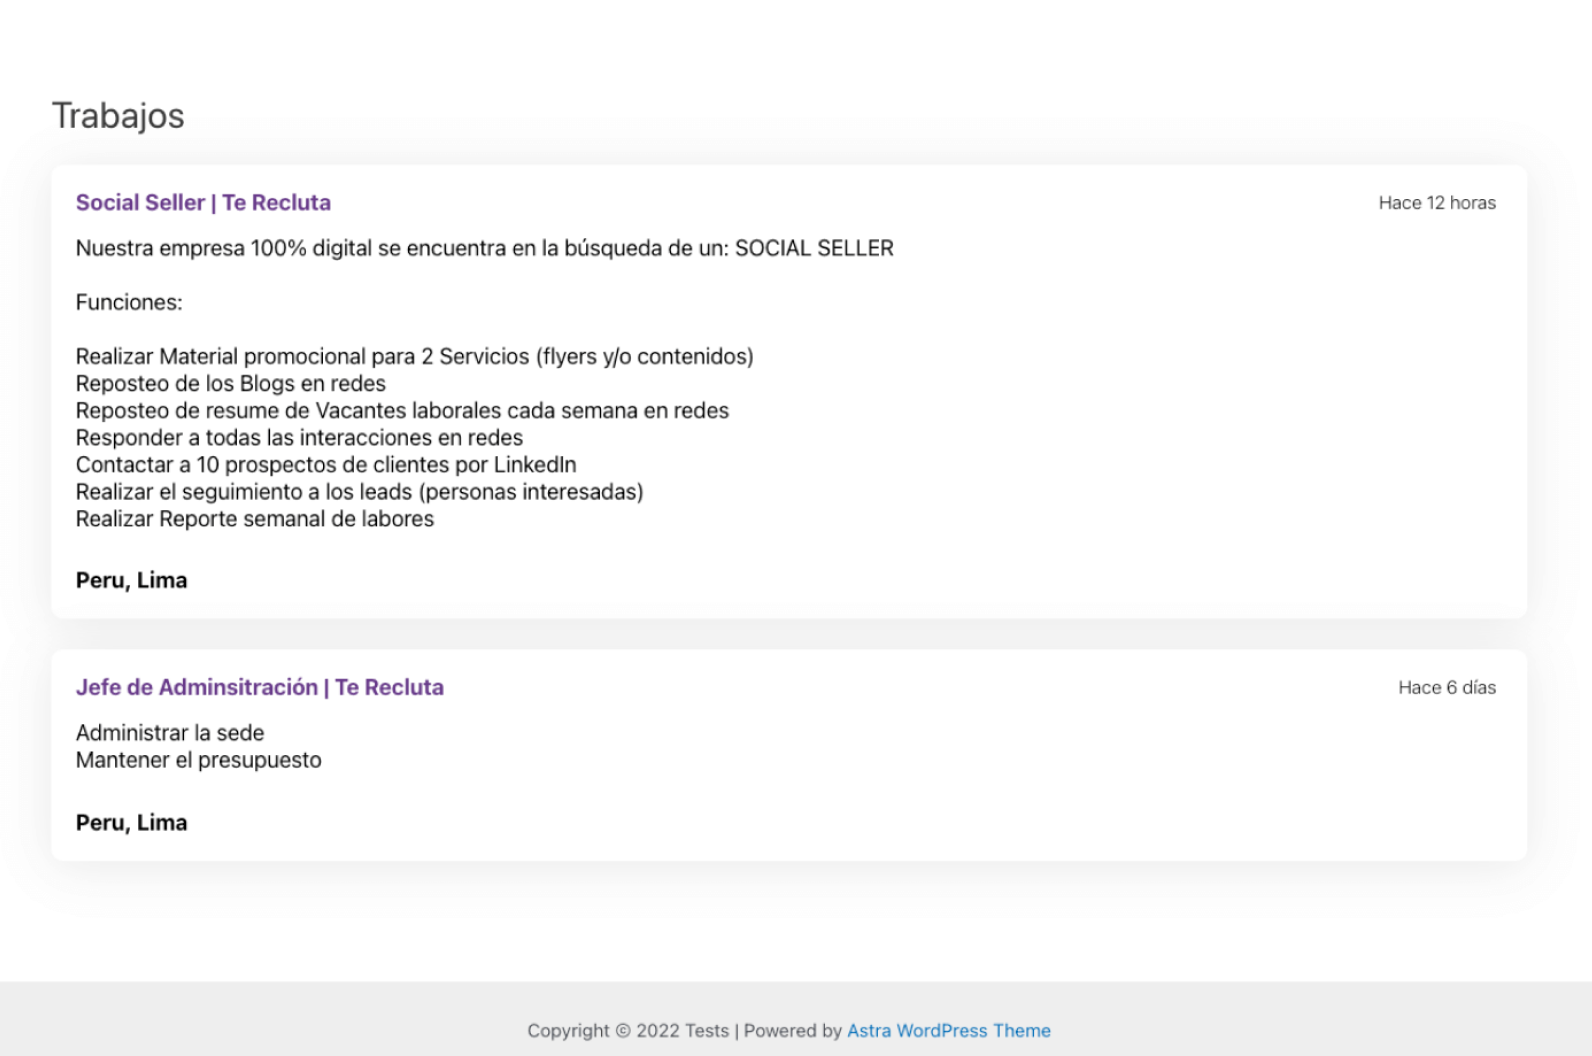 Trabajos
Social Seller | Te Recluta
Hace 12 horas
Nuestra empresa 100% digital se encuentra en la búsqueda de un: SOCIAL SELLER
Funciones:
Realizar Material promocional para 2 Servicios (flyers y/o contenidos)
Reposteo de los Blogs en redes
Reposteo de resume de Vacantes laborales cada semana en redes
Responder a todas las interacciones en redes
Contactar a 10 prospectos de clientes por LinkedIn
Realizar el seguimiento a los leads (personas interesadas)
Realizar Reporte semanal de labores
Peru, Lima
Jefe de Adminsitración | Te Recluta
Hace 6 días
Administrar la sede
Mantener el presupuesto
Peru, Lima
Copyright © 2022 Tests | Powered by Astra WordPress Theme